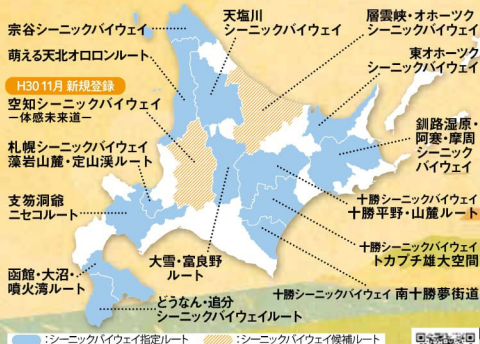 宗谷シーニックバイウェイ
天塩川
シーニックバイウェイ
層雲峡・オホーツク
シーニックバイウェイ
萌える天北オロロンルート
東オホーツク
シーニックバイウェイ
H30 11月 新規登録
空知シーニックバイウェイ
ー体感未来道ー
釧路湿原・
阿寒・摩周
シーニック
バイウェイ
札幌シーニックバイウェイ
藻岩山麓・定山渓ルート
支笏洞爺
ニセコルート
十勝シーニックバイウェイ
十勝平野・山麓ルート
十勝シーニックバイウェイ
トカプチ雄大空間
大雪・富良野
ルート
函館・大沼・
噴火湾ルート
十勝シーニックバイウェイ 南十勝夢街道
どうなん・追分
シーニックバイウェイルート
:シーニックバイウェイ指定ルート
:シーニックバイウェイ候補ルート